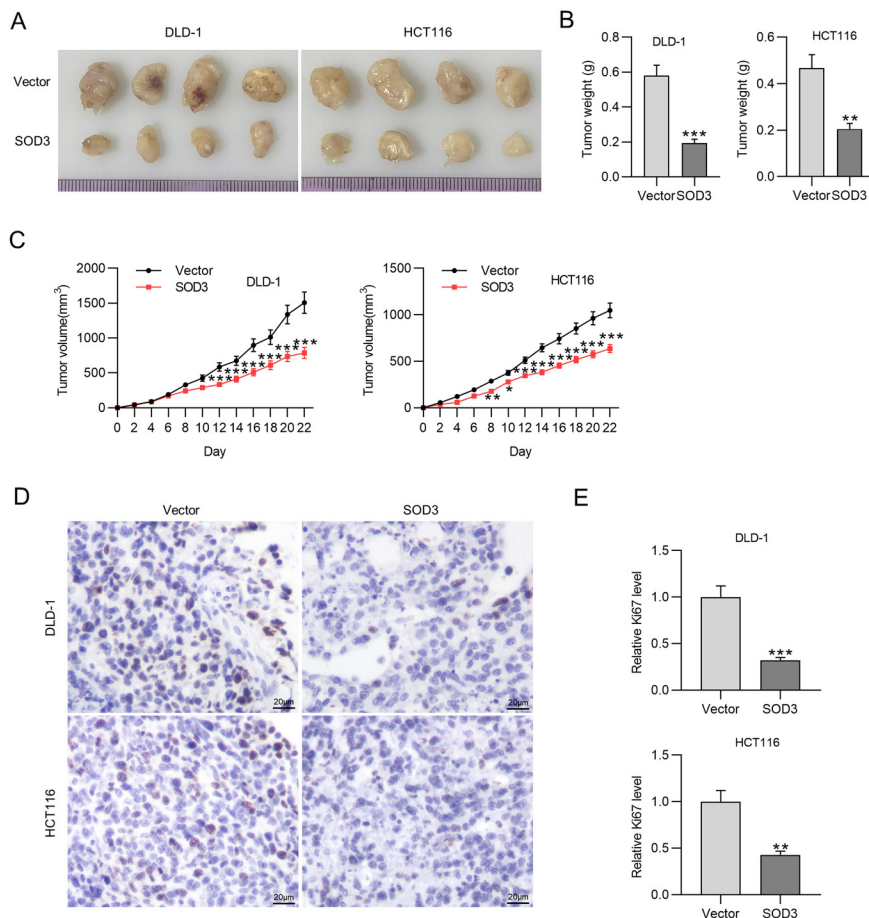 A
DLD-1
HCT116
Vector
SOD3
B
DLD-1
Tumor weight (g)
0.6
0.4
0.2
0.0
***
Vector SOD3
HCT116
Tumor weight (g)
0.6
0.4
0.2
0.0
**
Vector SOD3
C
Tumor volume(mm³)
2000
1500
1000
500
0
Vector
SOD3
DLD-1
*** *** *** *** *** *** ***
0 2 4 6 8 10 12 14 16 18 20 22
Day
Tumor volume(mm³)
1000
500
0
1500
Vector
SOD3
HCT116
** * *** *** *** *** *** ***
0 2 4 6 8 10 12 14 16 18 20 22
Day
D
Vector
SOD3
DLD-1
20μm
20μm
HCT116
20μm
20μm
E
DLD-1
Relative Ki67 level
1.5
1.0
0.5
0.0
***
Vector SOD3
HCT116
Relative Ki67 level
1.5
1.0
0.5
0.0
**
Vector SOD3